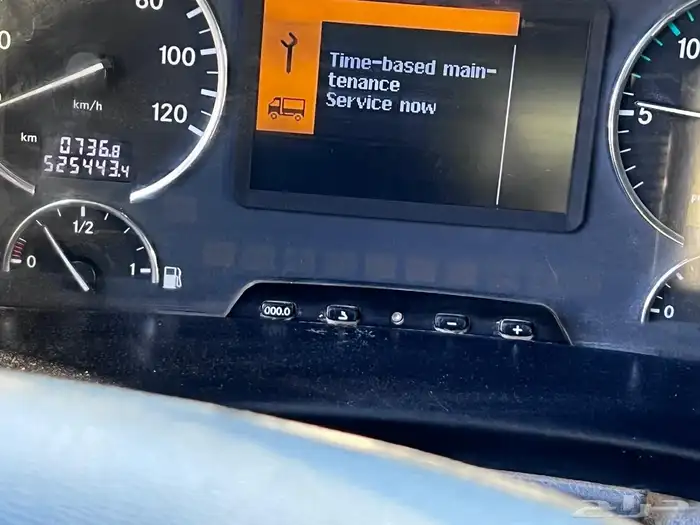 80
100
120
km/h
km
0736.8
525443.4
0
1/2
1
Time-based main-
tenance
Service now
10
5
0
000.0
-
+
حراج